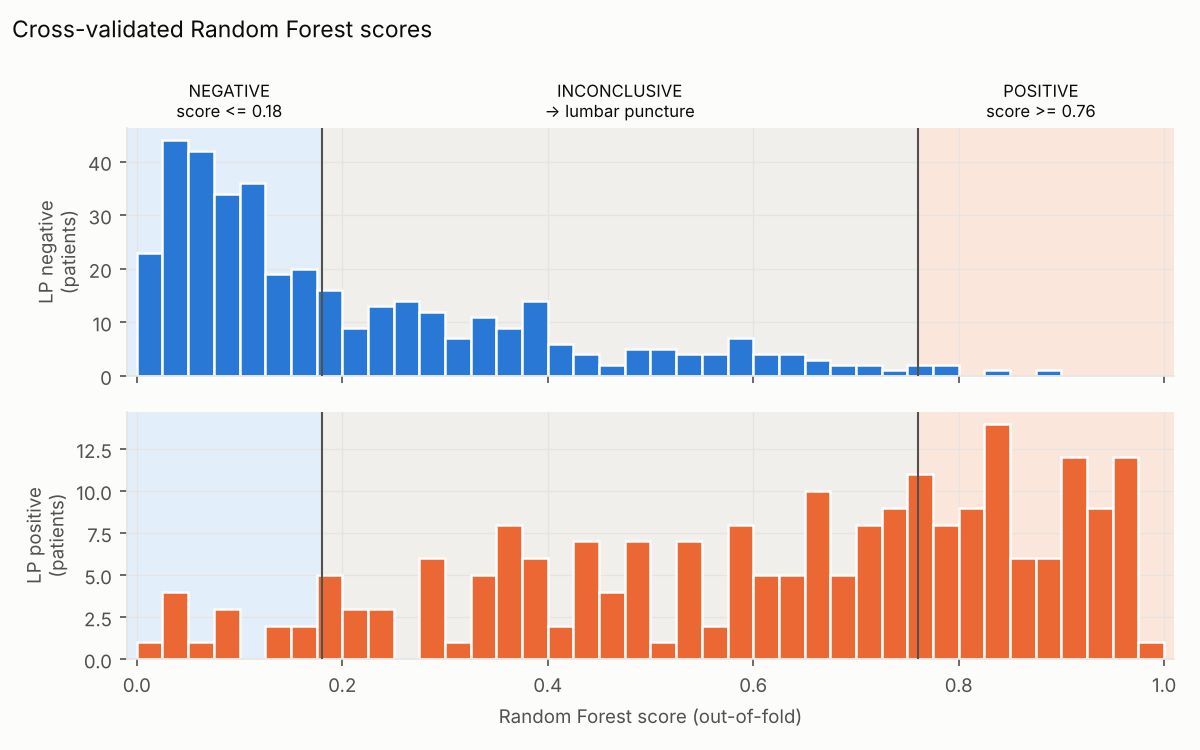 Cross-validated Random Forest scores
NEGATIVE
score <= 0.18
INCONCLUSIVE
→ lumbar puncture
POSITIVE
score >= 0.76
LP negative
(patients)
40
30
20
10
0
LP positive
(patients)
12.5
10.0
7.5
5.0
2.5
0.0
0.0 0.2 0.4 0.6 0.8 1.0
Random Forest score (out-of-fold)